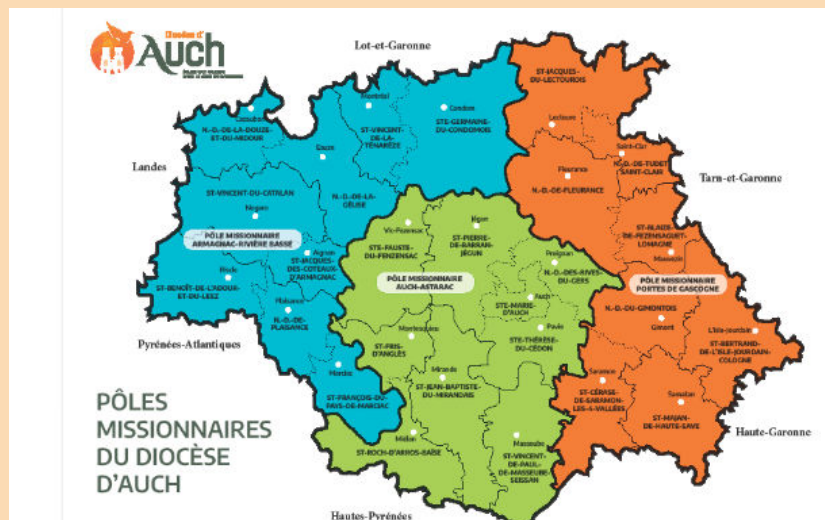 Diocèse d'
Auch
Lot-et-Garonne
Landes
Tarn-et-Garonne
Pyrénées-Atlantiques
Haute-Garonne
Hautes-Pyrénées
Cazaubon
N.-D.-DE-LA-DOUZE-
ET-DU-ARDOUR
Montréal
ST-VINCENT-
DE-LA-
TÉNARÈZE
Condom
STE-GERMAINE-
DU-CONDOMOIS
Eauze
N.-D.-DE-LA-
GÉLISE
ST-VINCENT-DU-CATALAN
Nogaro
PÔLE MISSIONNAIRE
ARMAGNAC-RIVIÈRE BASSE
Aignan
ST-JACQUES-
DES-COTEAUX-
D'ARMAGNAC
Riscle
ST-BENOÎT-DE-L'ADOUR-
ET-DU-LEEZ
Plaisance
N.-D.-DE-
PLAISANCE
Marciac
ST-FRANÇOIS-DU-
PAYS-DE-MARCIAC
Vic-Fezensac
STE-FAUSTE-
DU-FENZENSAC
Jégun
ST-PIERRE-
DE-BARRAN-
JÉGUN
PÔLE MISSIONNAIRE
AUCH-ASTARAC
Preignan
N.-D.-DES-RIVES-
DU-GERS
Auch
STE-MARIE-
D'AUCH
Pavie
STE-THÉRÈSE-
DU-CÉDON
Montesquiou
ST-FRIS-
D'ANGLÈS
Mirande
ST-JEAN-BAPTISTE-
DU-MIRANDAIS
Miélan
ST-ROCH-D'ARROS-BAÏSE
Masseube
ST-VINCENT-
DE-PAUL-
DE-MASSEUBE-
SEISSAN
ST-JACQUES-
DU-LECTOUROIS
Lectoure
Saint-Clar
N.-D.-DE-TUDET
SAINT-CLAIR
Fleurance
N.-D.-DE-FLEURANCE
ST-BLAISE-
DE-FEZENSAGUET-
LOMAGNE
Mauvezin
PÔLE MISSIONNAIRE
PORTES DE GASCOGNE
N.-D.-DU-GIMONTOIS
Gimont
L'Isle-Jourdain
ST-BERTRAND-
DE-L'ISLE-JOURDAIN-
COLOGNE
Saramon
ST-CÉRASE-
DE-SARAMON-
LES-4-VALLÉES
Samatan
ST-MAJAN-
DE-HAUTE-SAVE
PÔLES
MISSIONNAIRES
DU DIOCÈSE
D'AUCH